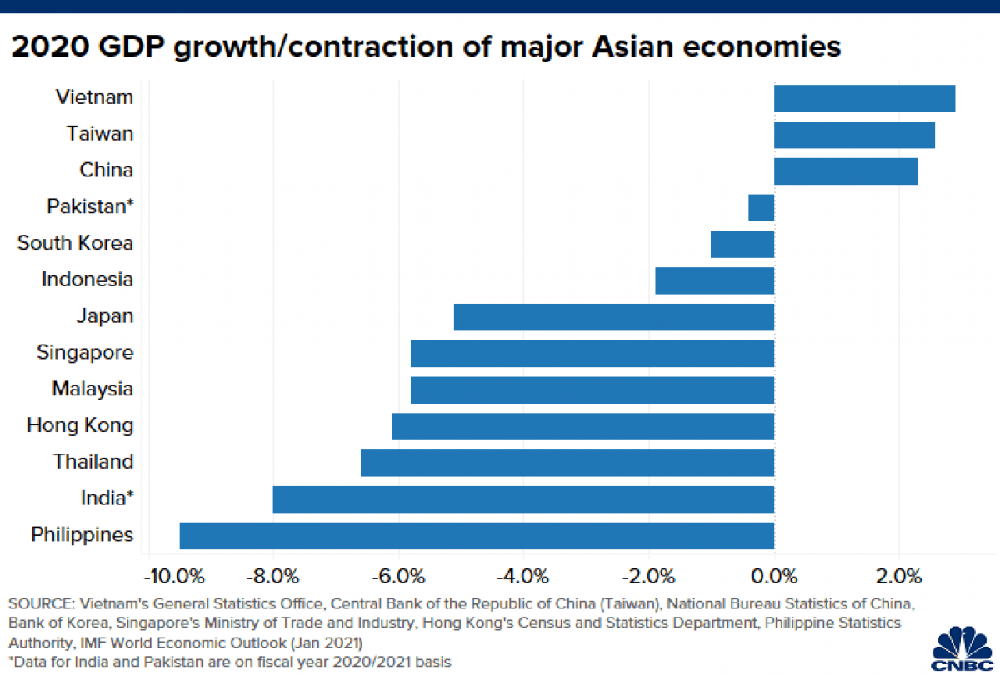 2020 GDP growth/contraction of major Asian economies
Vietnam
Taiwan
China
Pakistan*
South Korea
Indonesia
Japan
Singapore
Malaysia
Hong Kong
Thailand
India*
Philippines
-10.0% -8.0% -6.0% -4.0% -2.0% 0.0% 2.0%
SOURCE: Vietnam's General Statistics Office, Central Bank of the Republic of China (Taiwan), National Bureau Statistics of China,
Bank of Korea, Singapore's Ministry of Trade and Industry, Hong Kong's Census and Statistics Department, Philippine Statistics
Authority, IMF World Economic Outlook (Jan 2021)
*Data for India and Pakistan are on fiscal year 2020/2021 basis
CNBC